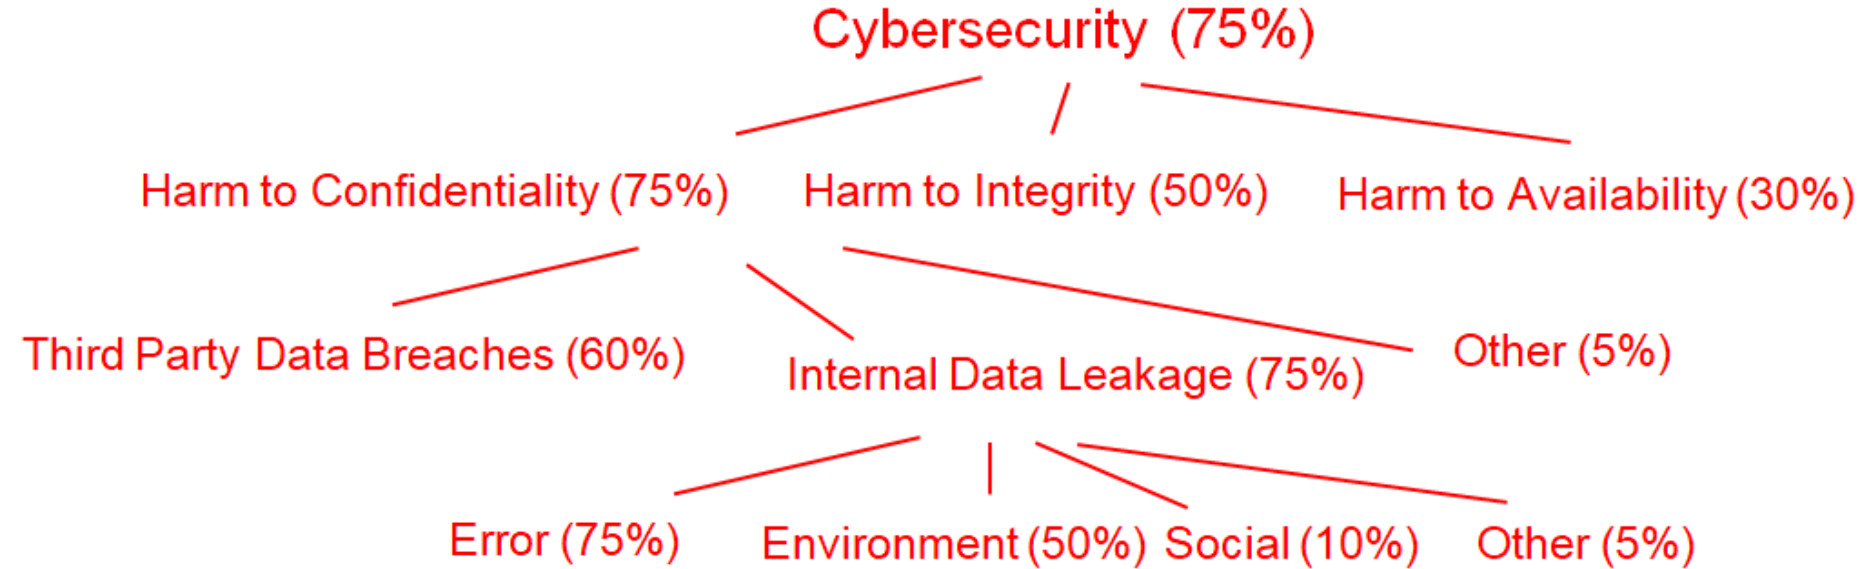 Cybersecurity (75%)
Harm to Confidentiality (75%)
Harm to Integrity (50%)
Harm to Availability (30%)
Third Party Data Breaches (60%)
Internal Data Leakage (75%)
Other (5%)
Error (75%)
Environment (50%)
Social (10%)
Other (5%)